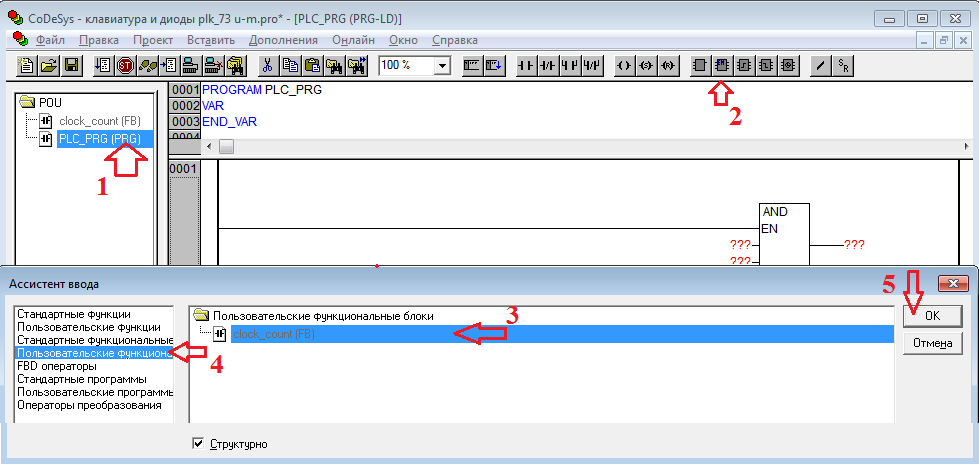 CoDeSys - клавиатура и диоды plk_73 u-m.pro* - [PLC_PRG (PRG-LD)]
Файл Правка Проект Вставить Дополнения Онлайн Окно Справка
100 %
POU
clock_count (FB)
PLC_PRG (PRG)
1
2
0001 PROGRAM PLC_PRG
0002 VAR
0003 END_VAR
0004
0001
AND
EN
??? ???
???
Ассистент ввода
Стандартные функции
Пользовательские функции
Стандартные функциональные
Пользовательские функциона
FBD операторы
Стандартные программы
Пользовательские программы
Операторы преобразования
4
Пользовательские функциональные блоки
clock_count (FB)
3
5
OK
Отмена
Структурно